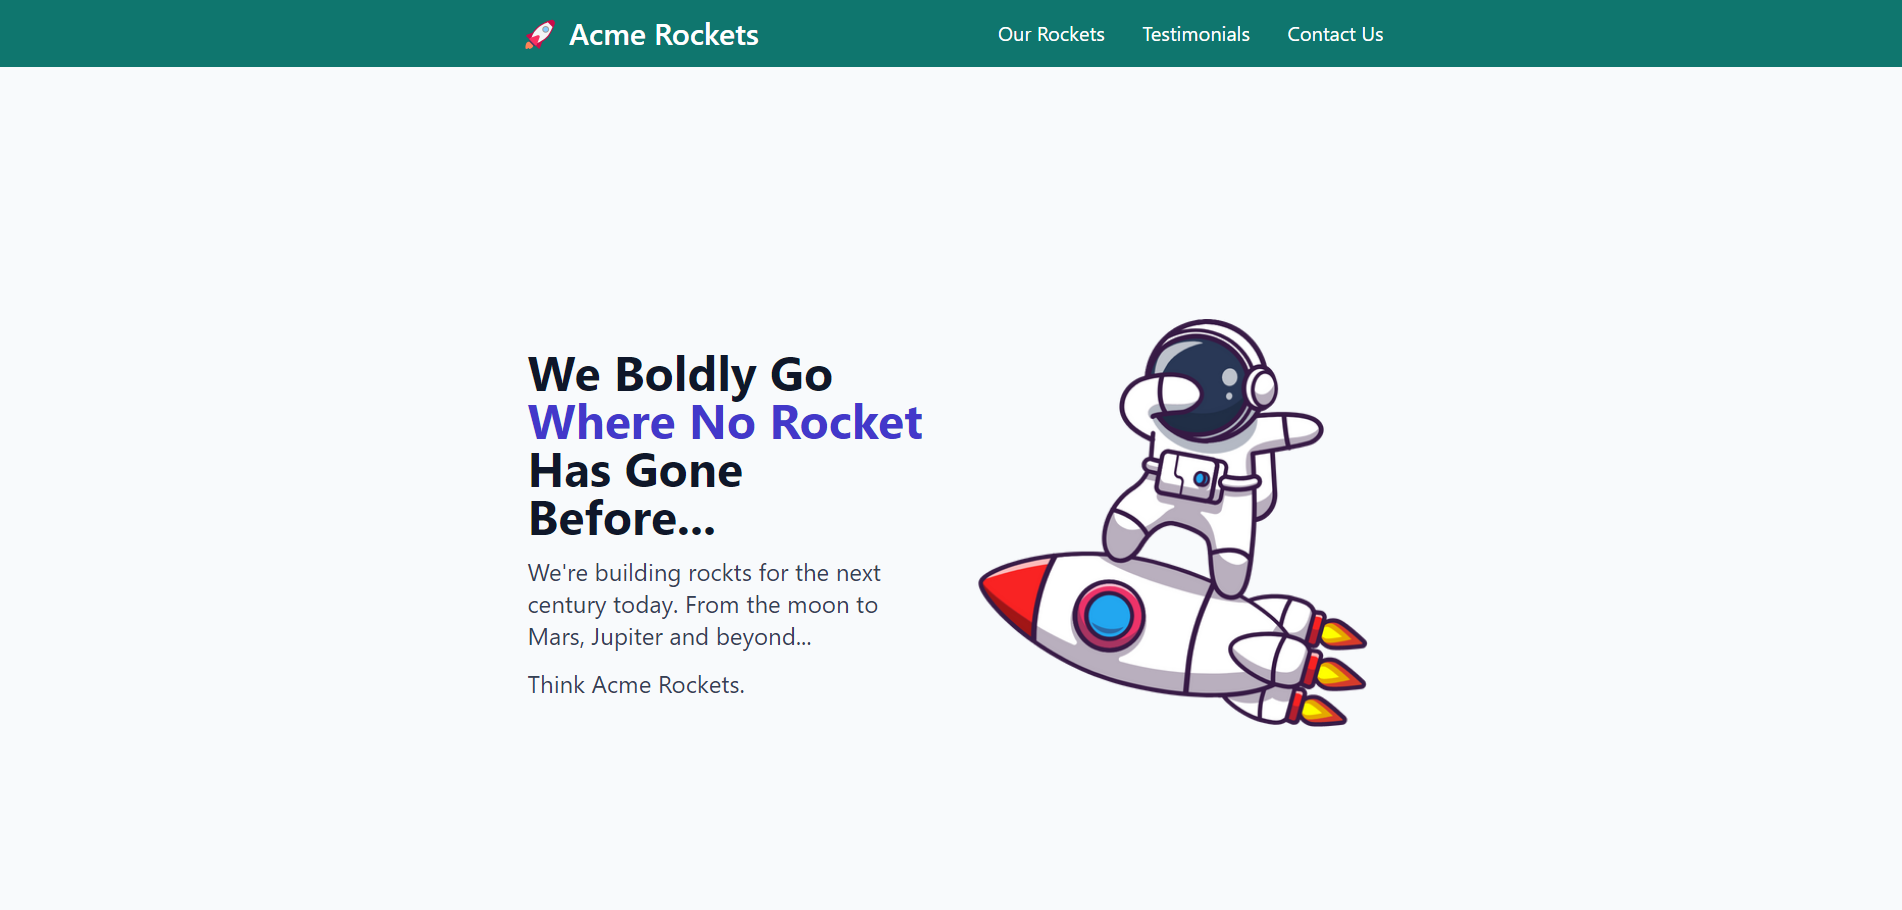 Acme Rockets
Our Rockets
Testimonials
Contact Us
We Boldly Go
Where No Rocket
Has Gone
Before...
We're building rockts for the next
century today. From the moon to
Mars, Jupiter and beyond...
Think Acme Rockets.